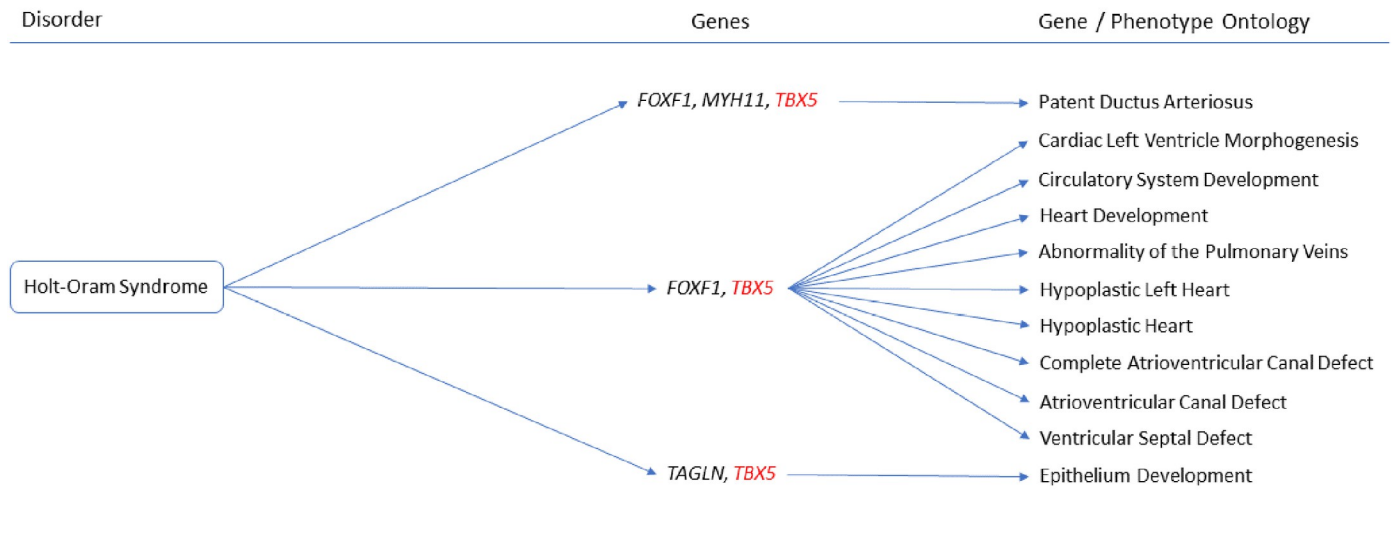 Disorder
Genes
Gene / Phenotype Ontology
FOXF1, MYH11, TBX5
Patent Ductus Arteriosus
Cardiac Left Ventricle Morphogenesis
Circulatory System Development
Heart Development
Abnormality of the Pulmonary Veins
Holt-Oram Syndrome
FOXF1, TBX5
Hypoplastic Left Heart
Hypoplastic Heart
Complete Atrioventricular Canal Defect
Atrioventricular Canal Defect
Ventricular Septal Defect
TAGLN, TBX5
Epithelium Development